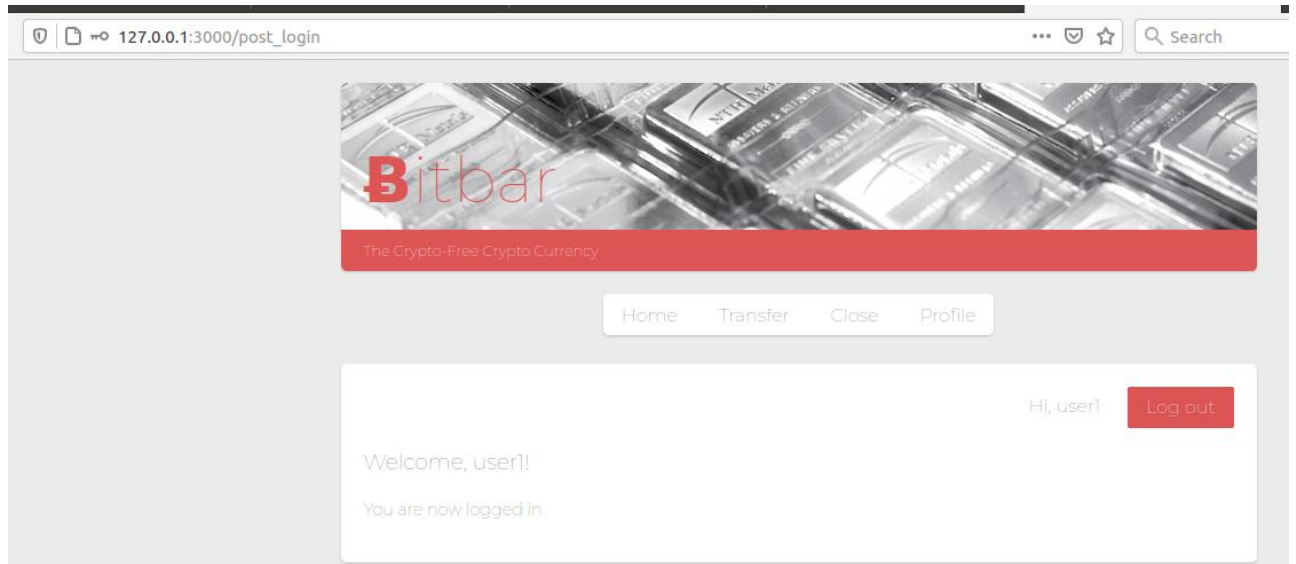 127.0.0.1:3000/post_login
Search
Ƀitbar
The Crypto-Free Crypto Currency
Home Transfer Close Profile
Hi, user1 Log out
Welcome, user1!
You are now logged in.